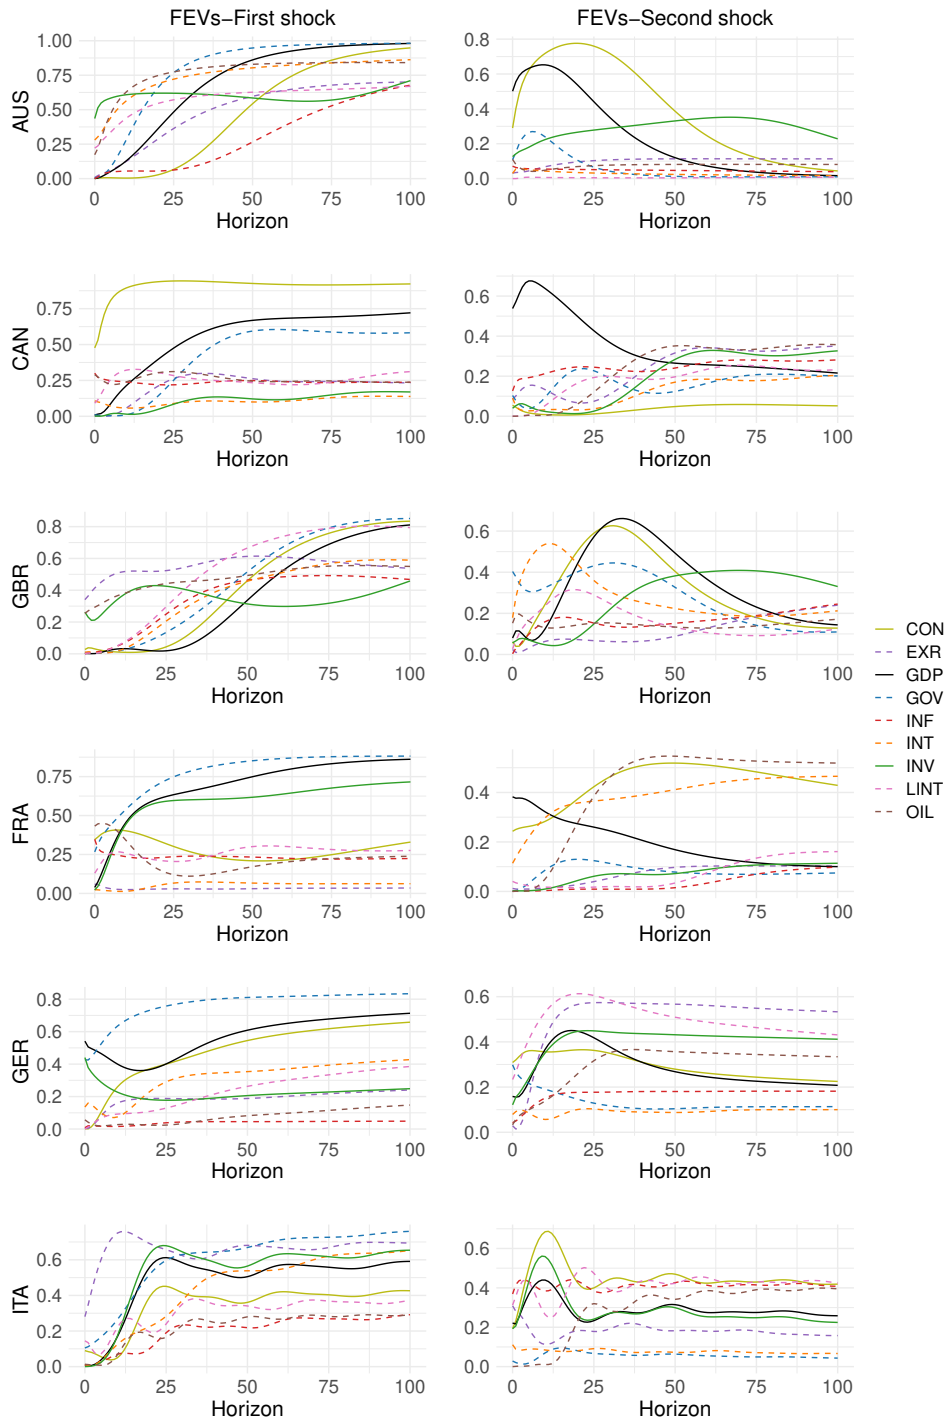 FEVs−First shock
FEVs−Second shock
AUS
1.00
0.75
0.50
0.25
0.00
0 25 50 75 100
Horizon
0.8
0.6
0.4
0.2
0.0
0 25 50 75 100
Horizon
CAN
0.75
0.50
0.25
0.00
0 25 50 75 100
Horizon
0.6
0.4
0.2
0.0
0 25 50 75 100
Horizon
GBR
0.8
0.6
0.4
0.2
0.0
0 25 50 75 100
Horizon
0.6
0.4
0.2
0.0
0 25 50 75 100
Horizon
CON
EXR
GDP
GOV
INF
INT
INV
LINT
OIL
FRA
0.75
0.50
0.25
0.00
0 25 50 75 100
Horizon
0.4
0.2
0.0
0 25 50 75 100
Horizon
GER
0.8
0.6
0.4
0.2
0.0
0 25 50 75 100
Horizon
0.6
0.4
0.2
0.0
0 25 50 75 100
Horizon
ITA
0.6
0.4
0.2
0.0
0 25 50 75 100
Horizon
0.6
0.4
0.2
0.0
0 25 50 75 100
Horizon